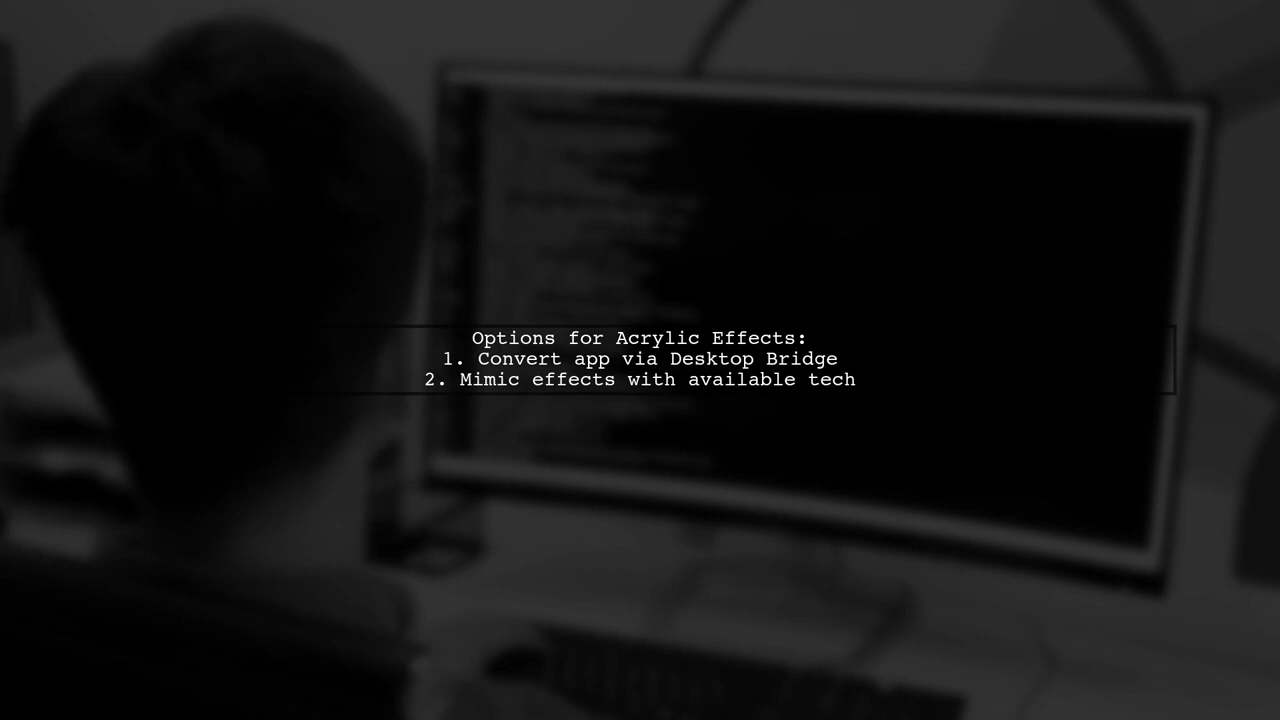 Options for Acrylic Effects:
1. Convert app via Desktop Bridge
2. Mimic effects with available tech